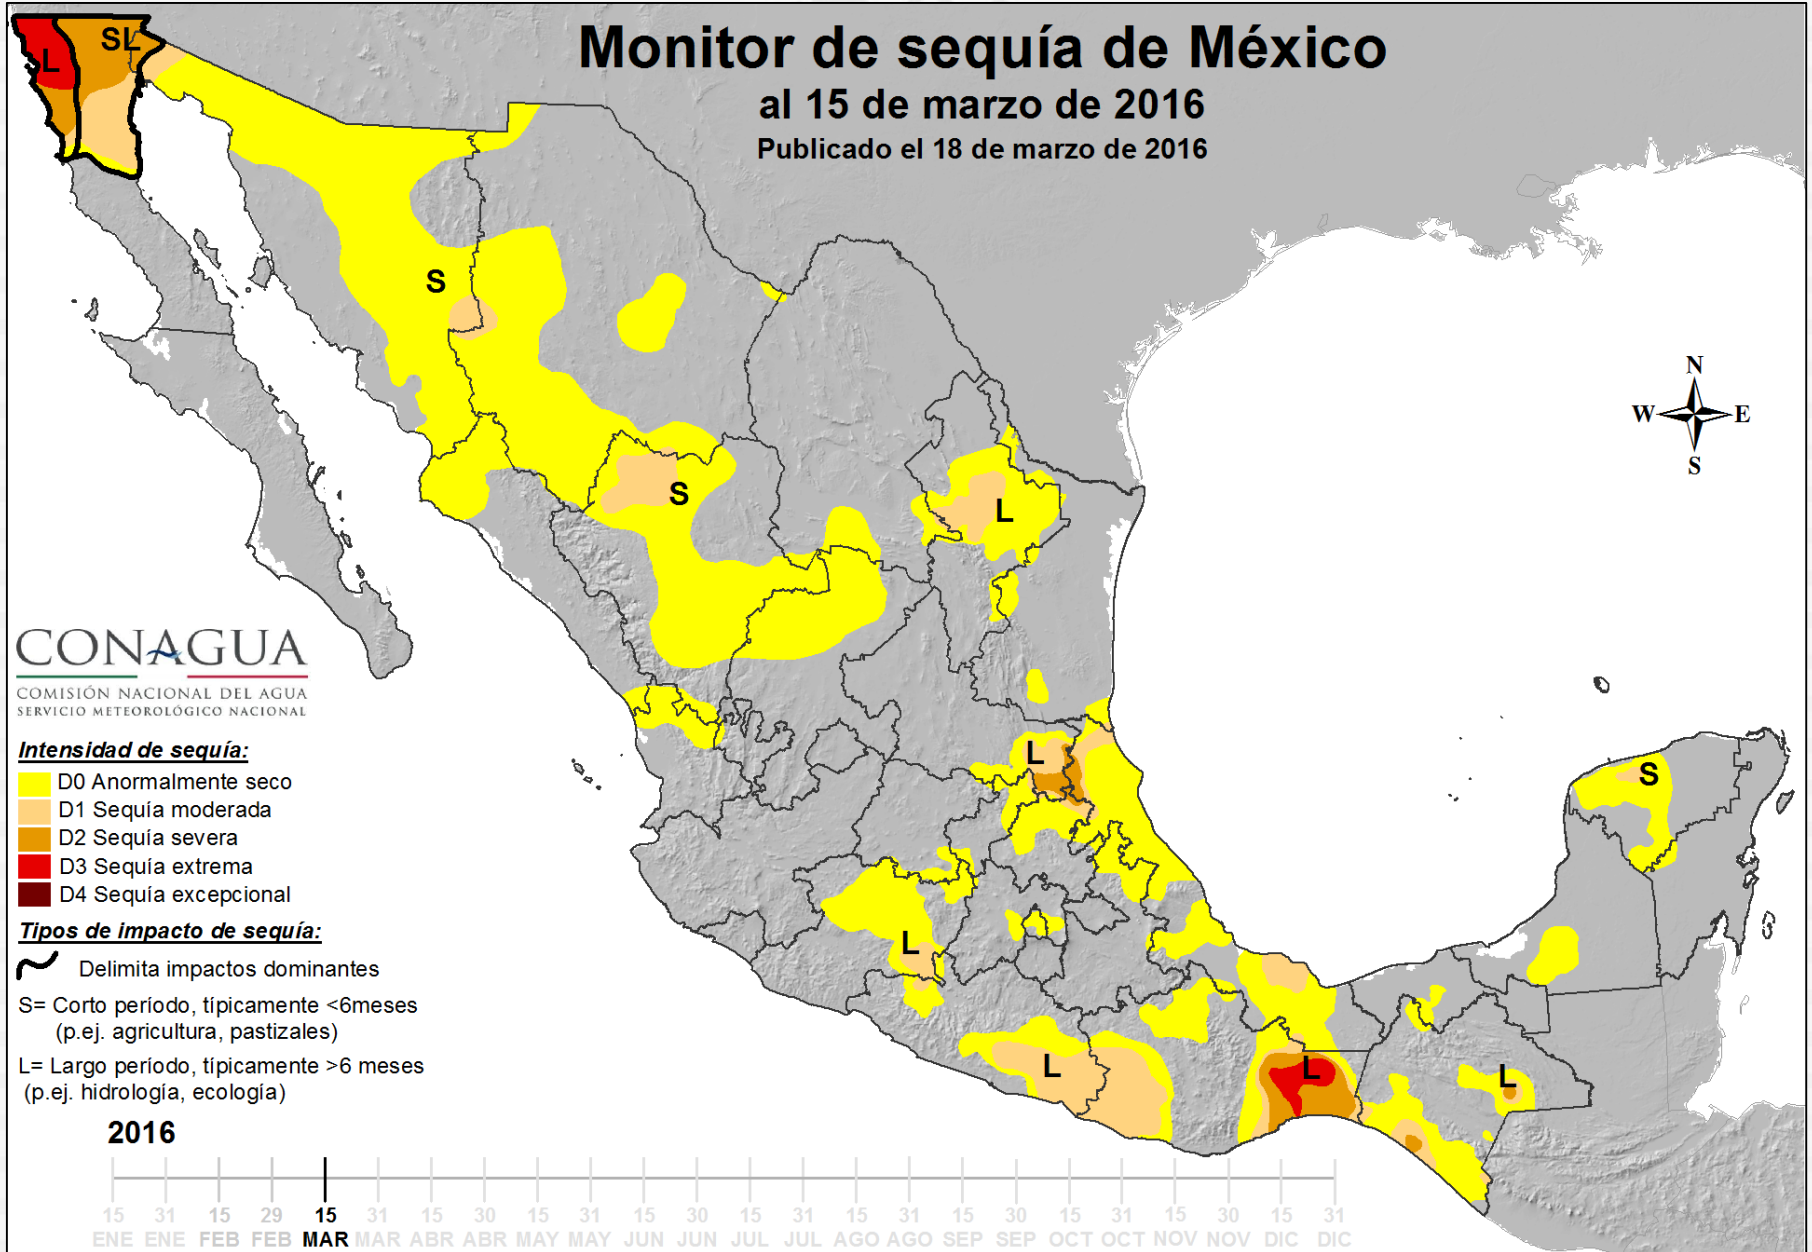 Monitor de sequía de México
al 15 de marzo de 2016
Publicado el 18 de marzo de 2016
L
SL
N
W E
S
S
S
L
CONAGUA
COMISIÓN NACIONAL DEL AGUA
SERVICIO METEOROLÓGICO NACIONAL
L
S
Intensidad de sequía:
D0 Anormalmente seco
D1 Sequía moderada
D2 Sequía severa
D3 Sequía extrema
D4 Sequía excepcional
Tipos de impacto de sequía:
Delimita impactos dominantes
S= Corto período, típicamente <6meses
(p.ej. agricultura, pastizales)
L= Largo período, típicamente >6 meses
(p.ej. hidrología, ecología)
L
L
L
L
2016
15 31 15 29 15 31 15 30 15 31 15 30 15 31 15 31 15 30 15 31 15 30 15 31
ENE ENE FEB FEB MAR MAR ABR ABR MAY MAY JUN JUN JUL JUL AGO AGO SEP SEP OCT OCT NOV NOV DIC DIC